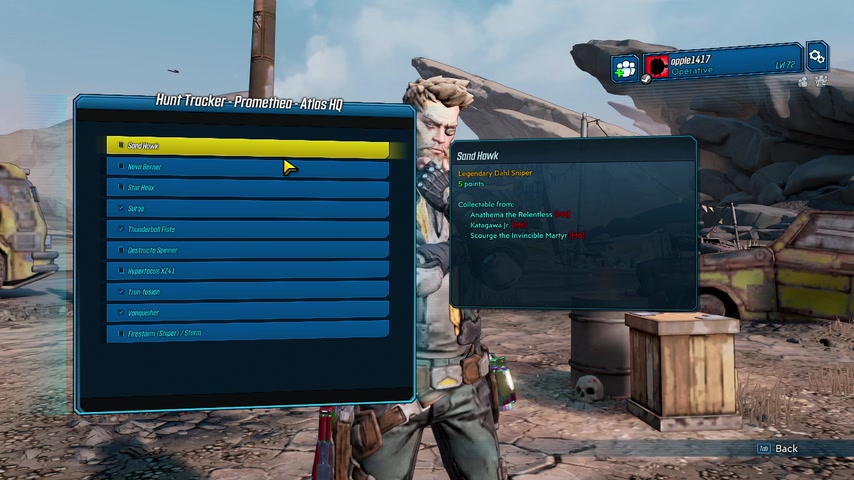 Hunt Tracker - Promethea - Atlas HQ
Sand Hawk
Nova Berner
Star Helix
Surge
Thunderball Fists
Destructo Spinner
Hyperfocus XZ41
Tron-fusion
Vanquisher
Firestorm (Sniper) / Storm
Sand Hawk
Legendary Dahl Sniper
5 points
Collectable from:
- Anathema the Relentless
- Katagawa Jr.
- Scourge the Invincible Martyr
apple1417
Operative
Lvl 72
Tab Back